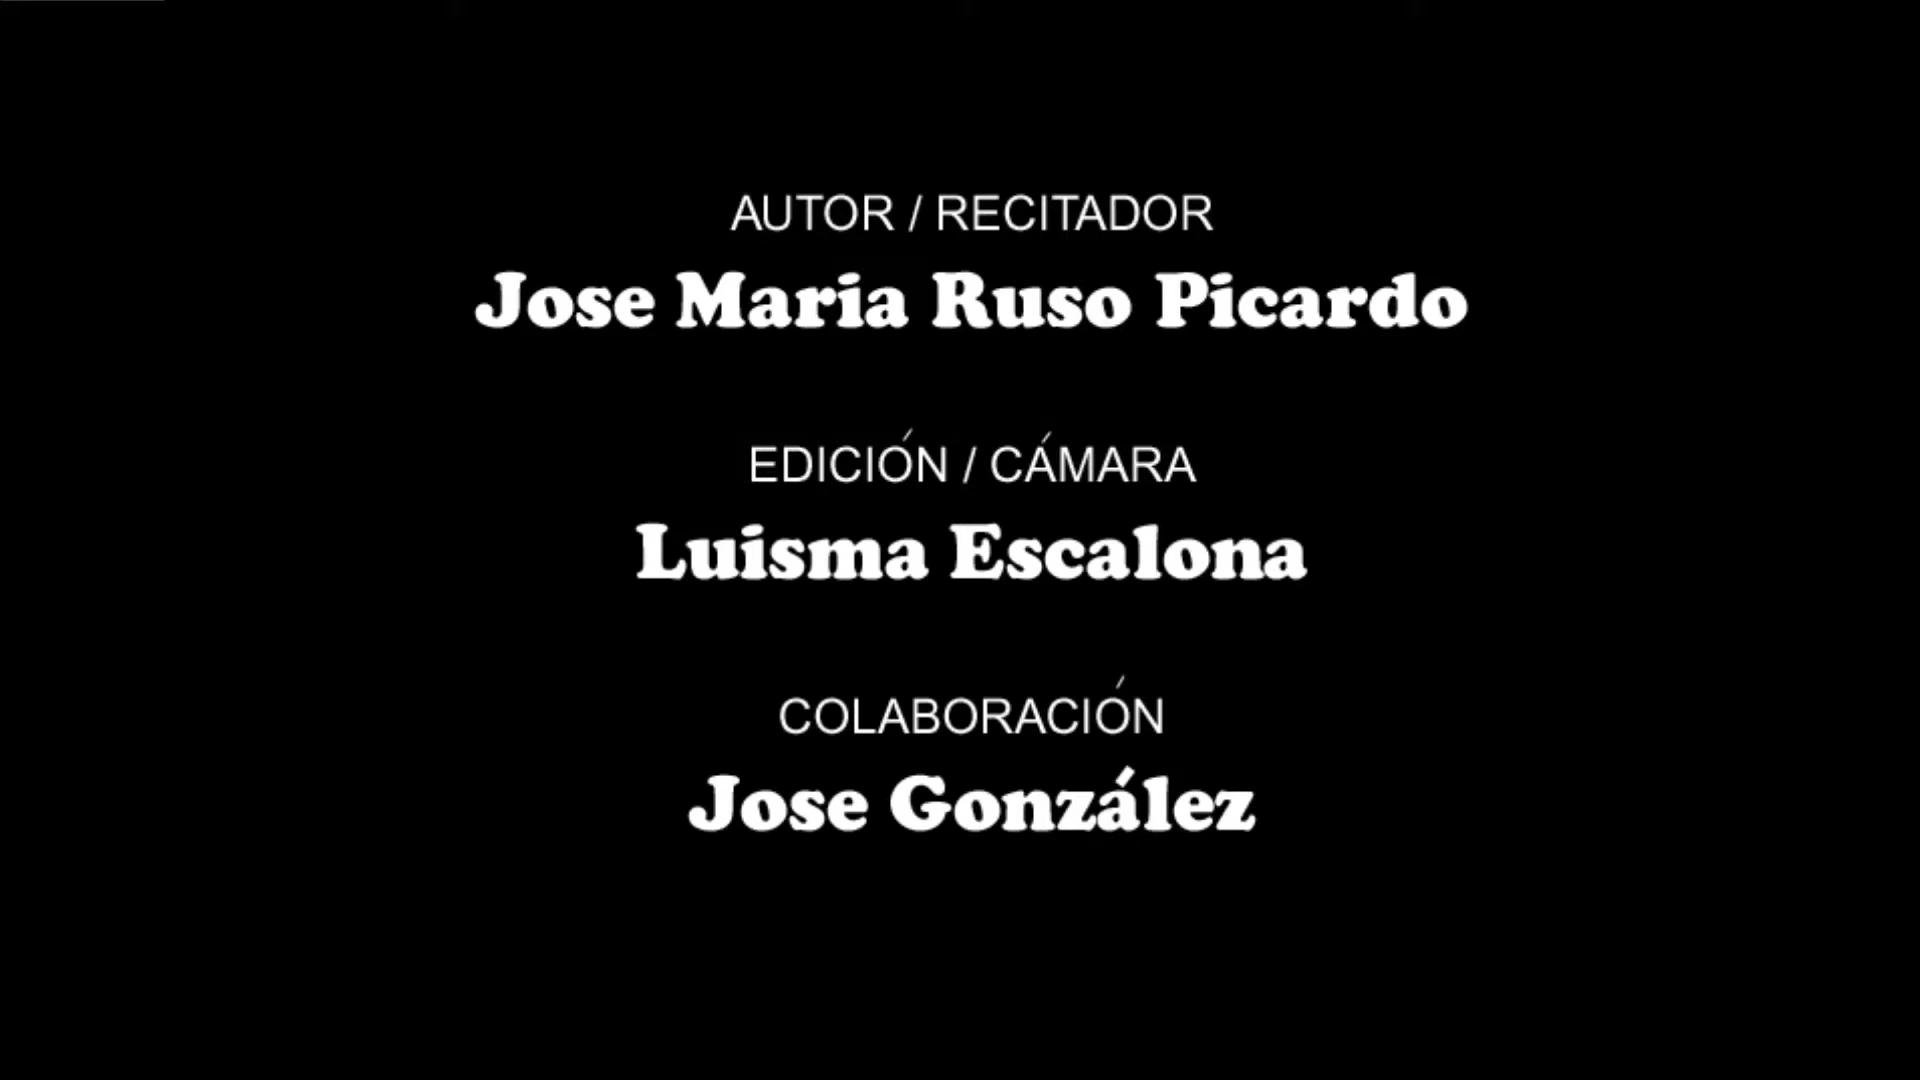 AUTOR / RECITADOR
Jose Maria Ruso Picardo
EDICIÓN / CÁMARA
Luisma Escalona
COLABORACIÓN
Jose González